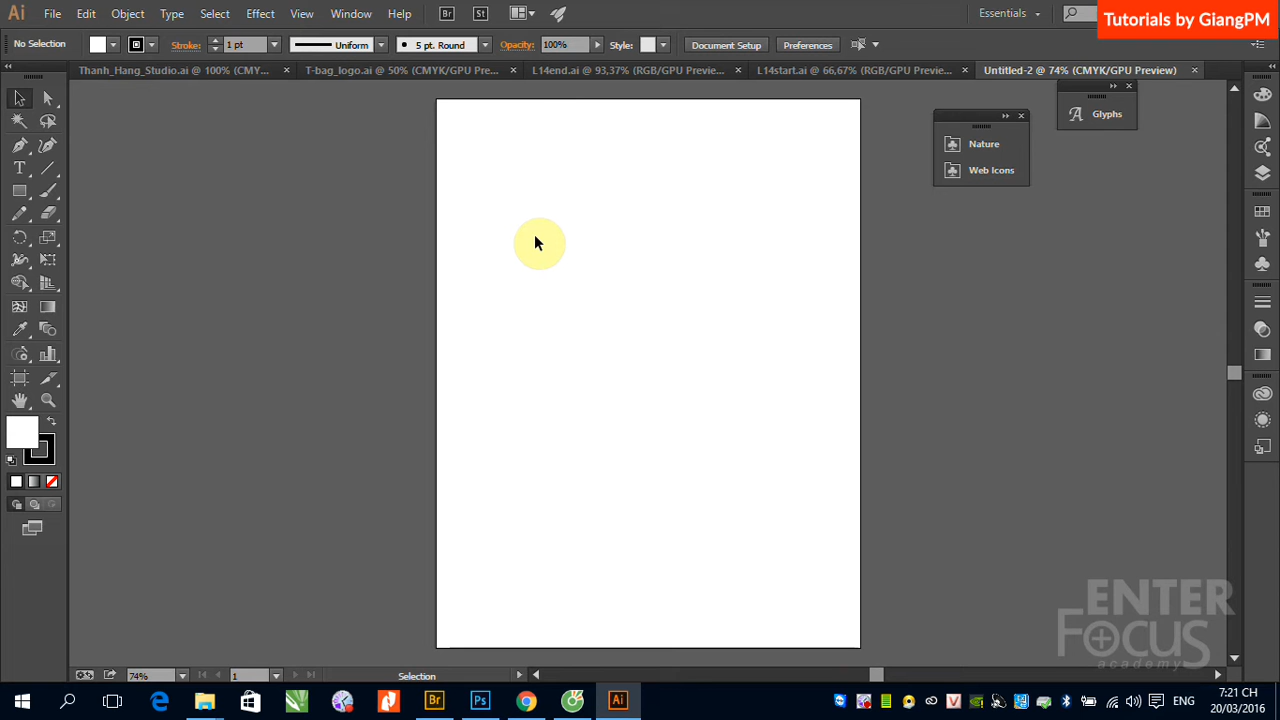 Ai File Edit Object Type Select Effect View Window Help Br St Essentials Tutorials by GiangPM
No Selection Stroke: 1 pt Uniform 5 pt. Round Opacity: 100% Style: Document Setup Preferences
Thanh_Hang_Studio.ai @ 100% (CMY... × T-bag_logo.ai @ 50% (CMYK/GPU Pre... × L14end.ai @ 93,37% (RGB/GPU Previe... × L14start.ai @ 66,67% (RGB/GPU Previe... × Untitled-2 @ 74% (CMYK/GPU Preview) ×
Glyphs
Nature
Web Icons
ENTER
FOCUS
academy
74% 1 Selection
Br Ps Ai ENG 7:21 CH
20/03/2016